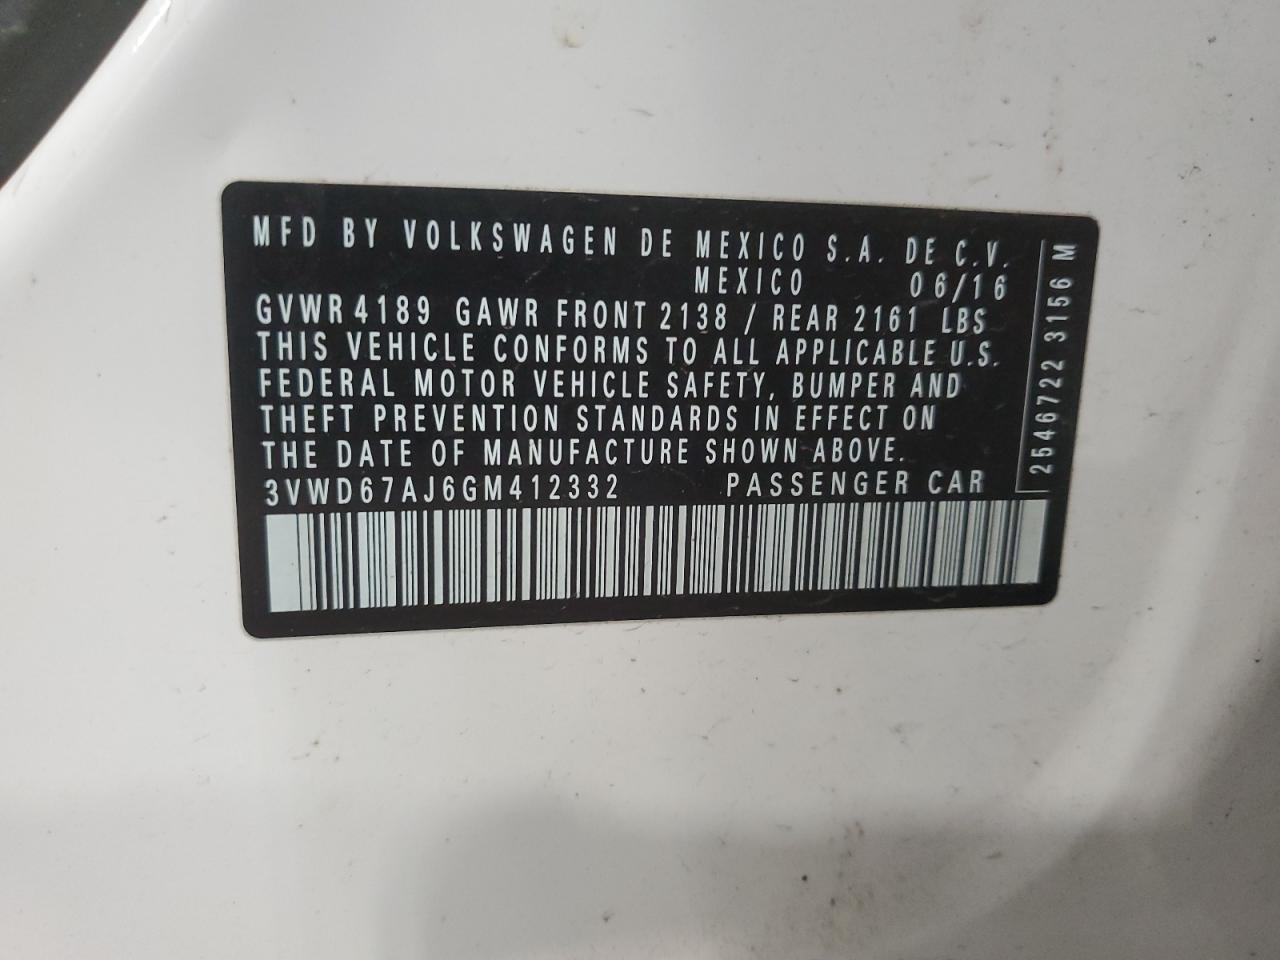 MFD BY VOLKSWAGEN DE MEXICO S.A. DE C.V.
MEXICO 06/16
GVWR 4189 GAWR FRONT 2138 / REAR 2161 LBS
THIS VEHICLE CONFORMS TO ALL APPLICABLE U.S.
FEDERAL MOTOR VEHICLE SAFETY, BUMPER AND
THEFT PREVENTION STANDARDS IN EFFECT ON
THE DATE OF MANUFACTURE SHOWN ABOVE.
3VWD67AJ6GM412332 PASSENGER CAR
2546722 3156 M